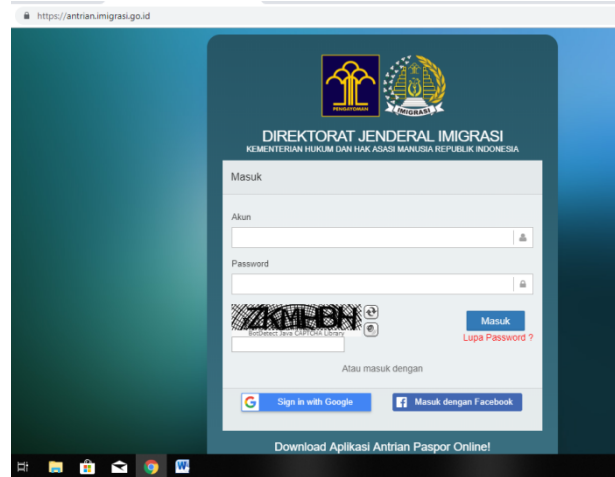 https://antrian.imigrasi.go.id
PENGAYOMAN
IMIGRASI
DIREKTORAT JENDERAL IMIGRASI
KEMENTERIAN HUKUM DAN HAK ASASI MANUSIA REPUBLIK INDONESIA
Masuk
Akun
Password
BotDetect Java CAPTCHA Library
Masuk
Lupa Password ?
Atau masuk dengan
G Sign in with Google
f Masuk dengan Facebook
Download Aplikasi Antrian Paspor Online!
W